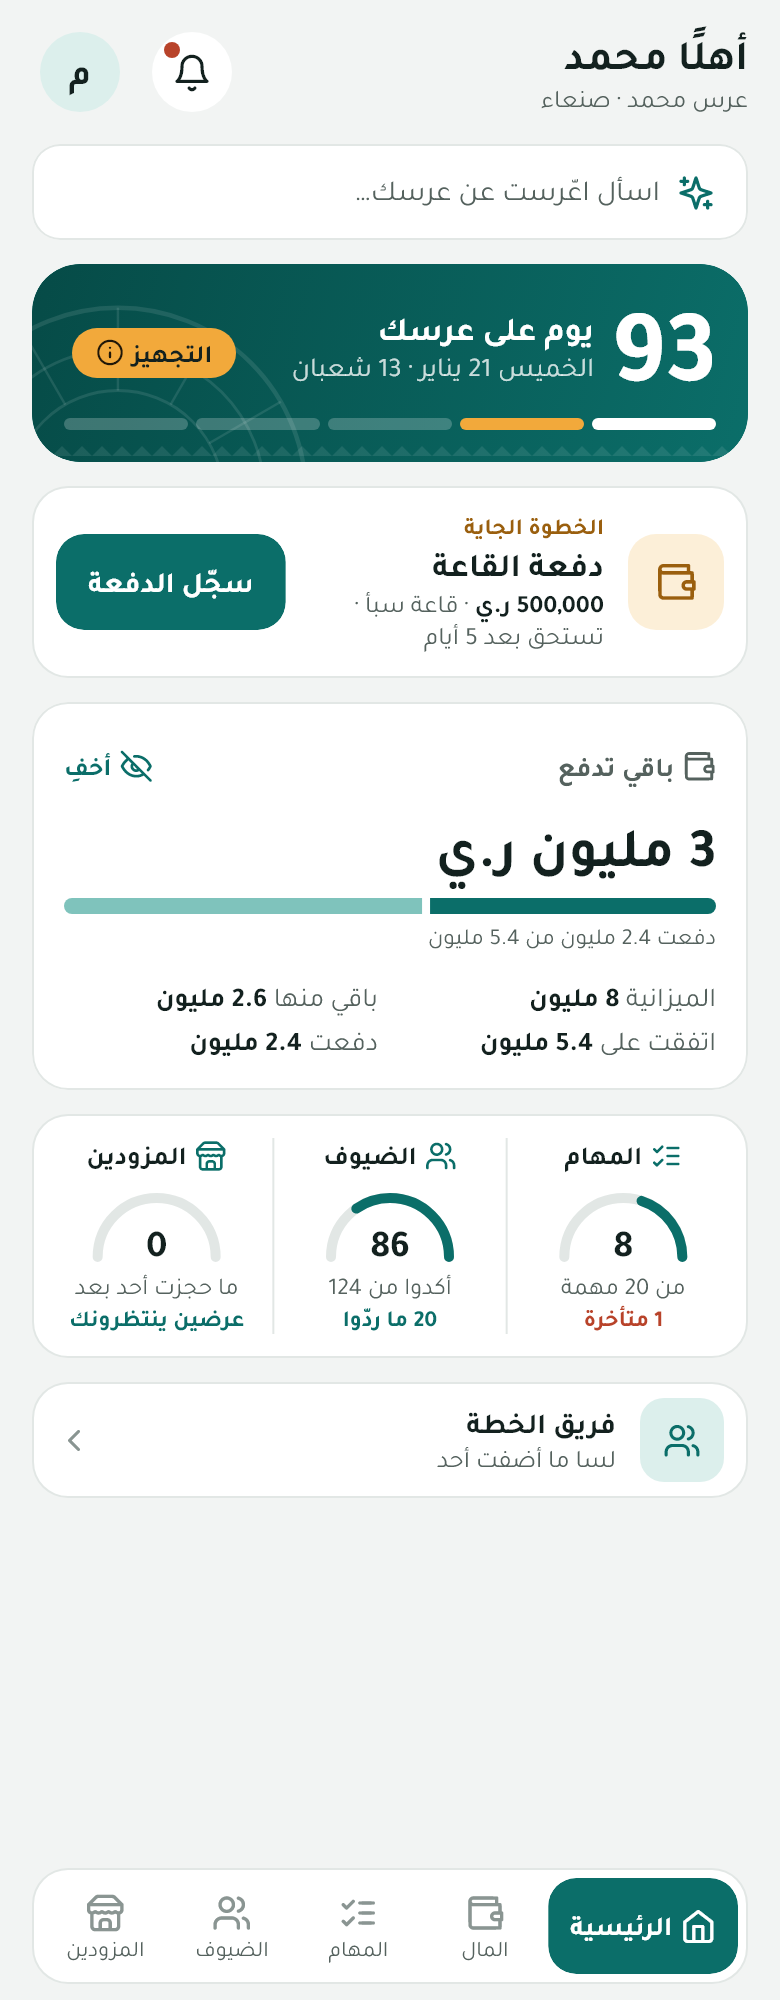 أهلًا محمد
م
عرس محمد · صنعاء
اسأل اعّرست عن عرسك...
93
يوم على عرسك
الخميس 21 يناير · 13 شعبان
التجهيز
الخطوة الجاية
دفعة القاعة
500,000 ر.ي · قاعة سبأ ·
تستحق بعد 5 أيام
سجّل الدفعة
باقي تدفع
أخفِ
3 مليون ر.ي
دفعت 2.4 مليون من 5.4 مليون
الميزانية 8 مليون
باقي منها 2.6 مليون
اتفقت على 5.4 مليون
دفعت 2.4 مليون
المهام
8
من 20 مهمة
1 متأخرة
الضيوف
86
أكدوا من 124
20 ما ردّوا
المزودين
0
ما حجزت أحد بعد
عرضين ينتظرونك
فريق الخطة
لسا ما أضفت أحد
الرئيسية
المال
المهام
الضيوف
المزودين